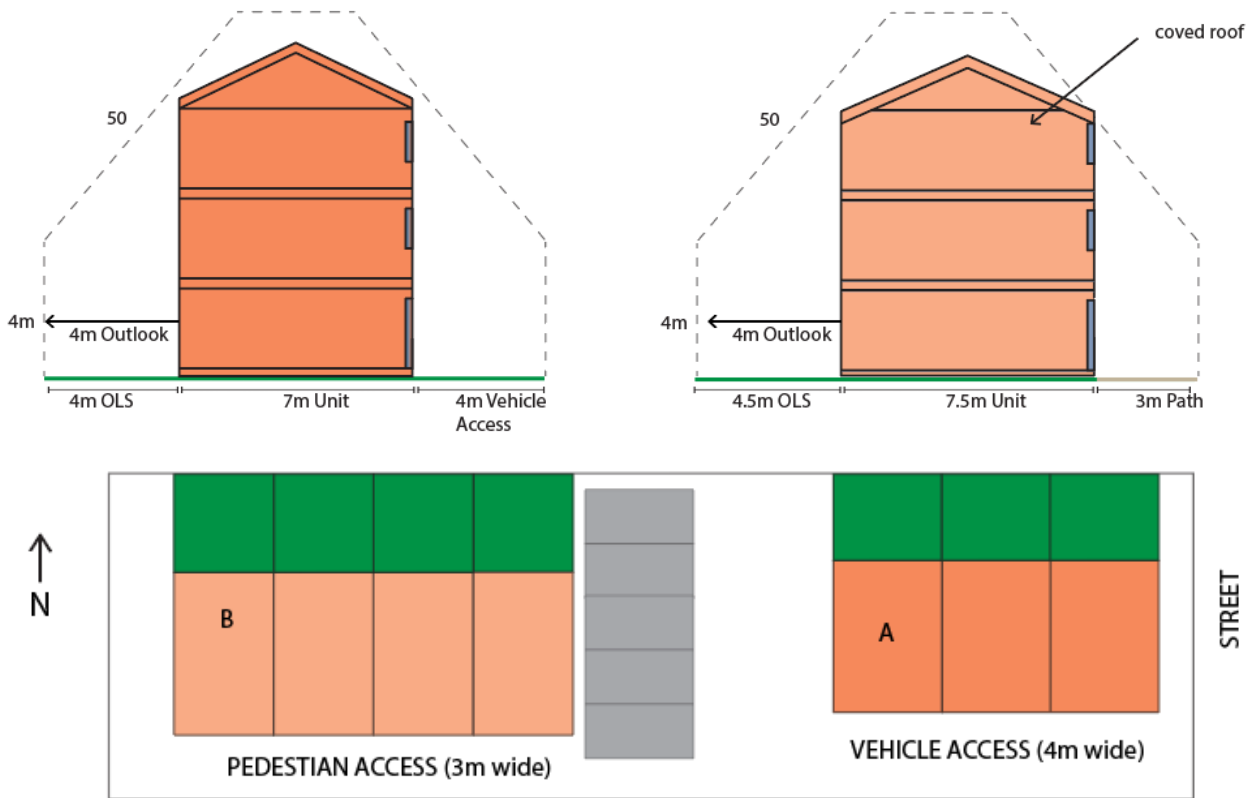 coved roof
50
50
4m
4m Outlook
4m
4m Outlook
4m OLS
7m Unit
4m Vehicle
Access
4.5m OLS
7.5m Unit
3m Path
N
B
A
STREET
PEDESTIAN ACCESS (3m wide)
VEHICLE ACCESS (4m wide)